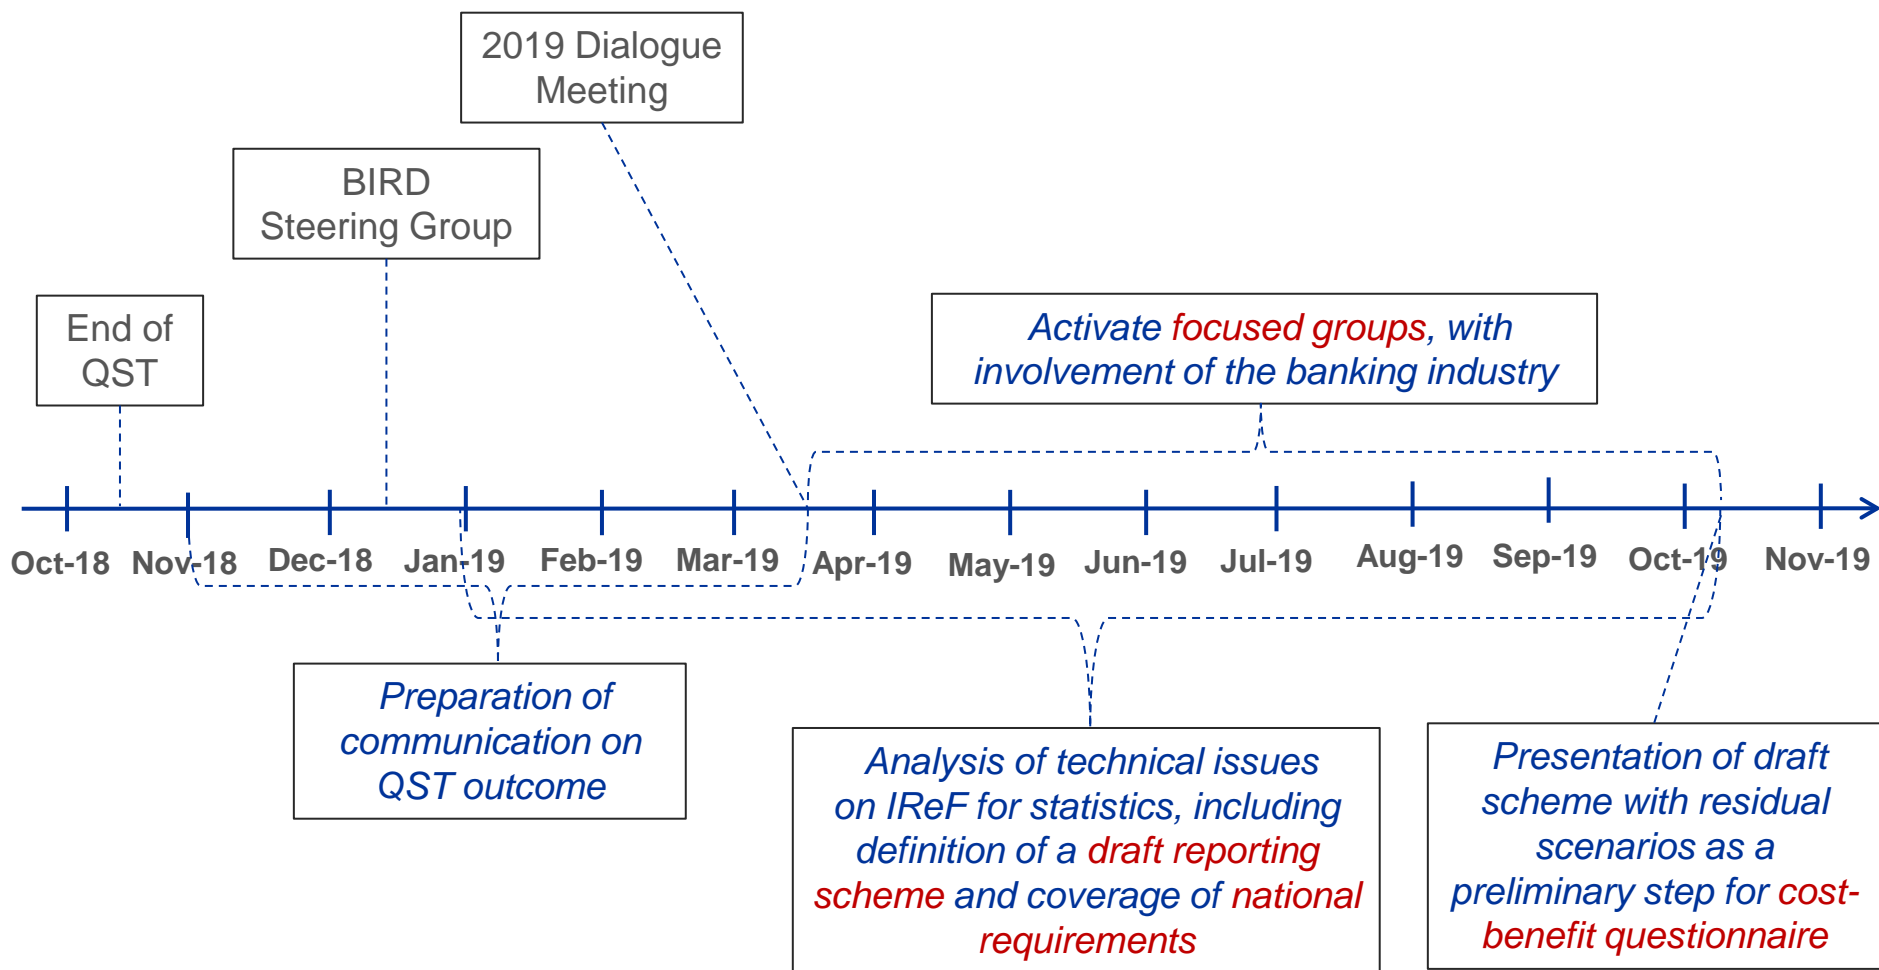 2019 Dialogue
Meeting
BIRD
Steering Group
End of
QST
Activate focused groups, with
involvement of the banking industry
Oct-18
Nov-18
Dec-18
Jan-19
Feb-19
Mar-19
Apr-19
May-19
Jun-19
Jul-19
Aug-19
Sep-19
Oct-19
Nov-19
Preparation of
communication on
QST outcome
Analysis of technical issues
on IReF for statistics, including
definition of a draft reporting
scheme and coverage of national
requirements
Presentation of draft
scheme with residual
scenarios as a
preliminary step for cost-
benefit questionnaire